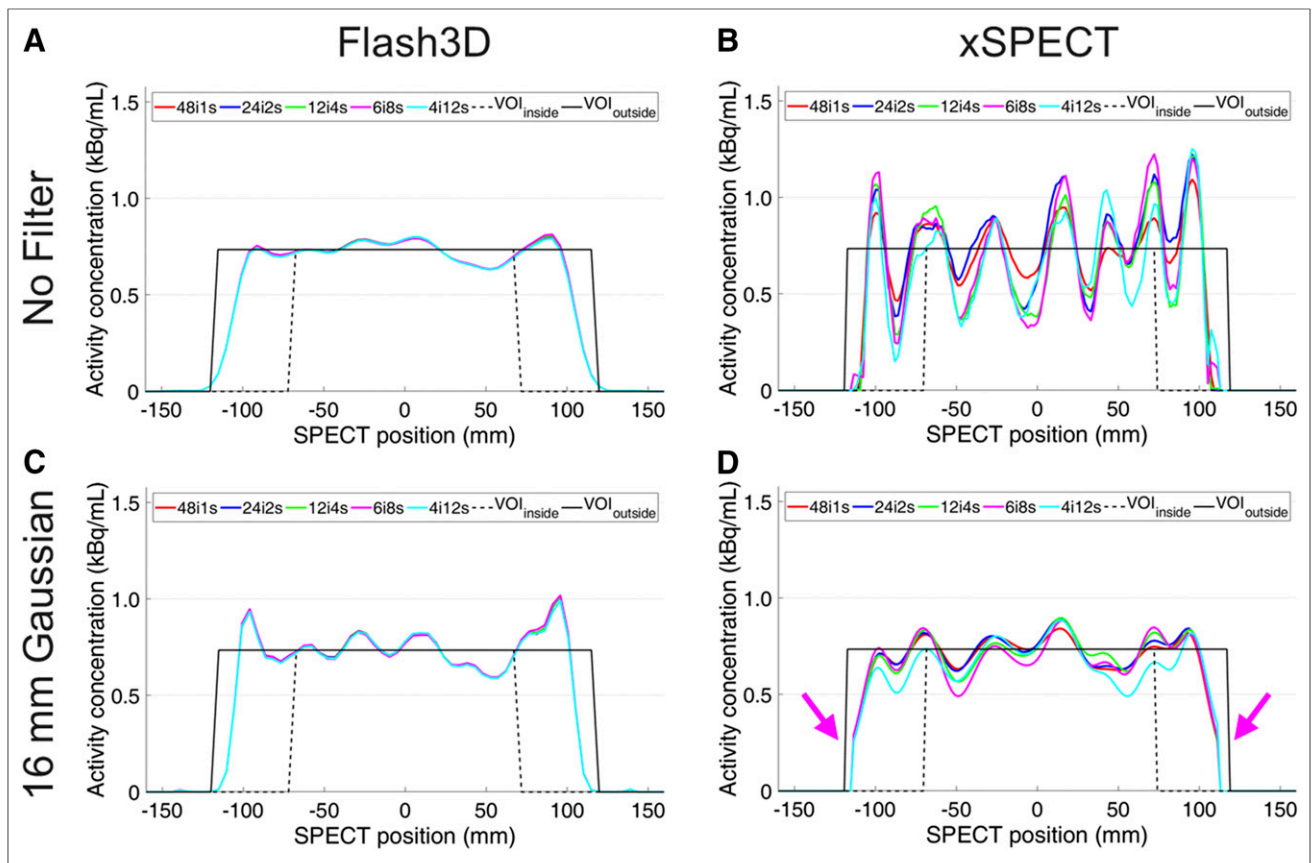 Flash3D
xSPECT
No Filter
16 mm Gaussian
A
Activity concentration (kBq/mL)
1.5
1.0
0.5
0
48i1s 24i2s 12i4s 6i8s 4i12s VOIinside VOIoutside
-150 -100 -50 0 50 100 150
SPECT position (mm)
B
Activity concentration (kBq/mL)
1.5
1.0
0.5
0
48i1s 24i2s 12i4s 6i8s 4i12s VOIinside VOIoutside
-150 -100 -50 0 50 100 150
SPECT position (mm)
C
Activity concentration (kBq/mL)
1.5
1.0
0.5
0
48i1s 24i2s 12i4s 6i8s 4i12s VOIinside VOIoutside
-150 -100 -50 0 50 100 150
SPECT position (mm)
D
Activity concentration (kBq/mL)
1.5
1.0
0.5
0
48i1s 24i2s 12i4s 6i8s 4i12s VOIinside VOIoutside
-150 -100 -50 0 50 100 150
SPECT position (mm)